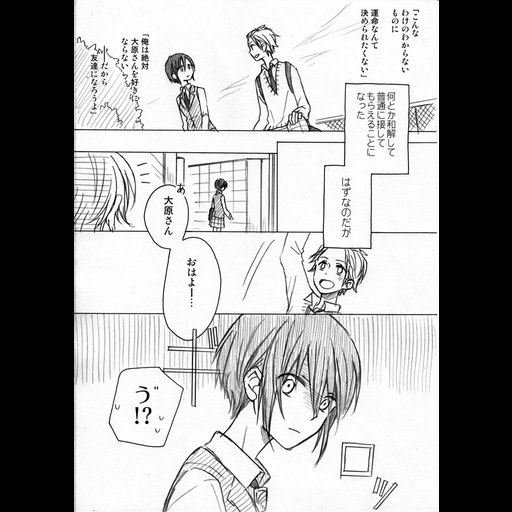 「こんな
わけのわからない
ものに
運命なんて
決められたくない」
「俺は絶対
大原さんを好き
ならない
―だから
友達になろうよ」
何とか和解して
普通に接して
もらえることに
なった
はずなのだが
あ
大原さん
おはよー…
う゛
!?